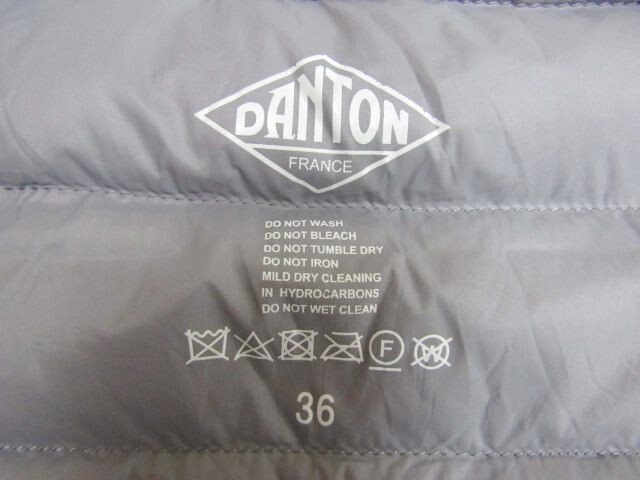 DANTON
FRANCE
DO NOT WASH
DO NOT BLEACH
DO NOT TUMBLE DRY
DO NOT IRON
MILD DRY CLEANING
IN HYDROCARBONS
DO NOT WET CLEAN
F W
36